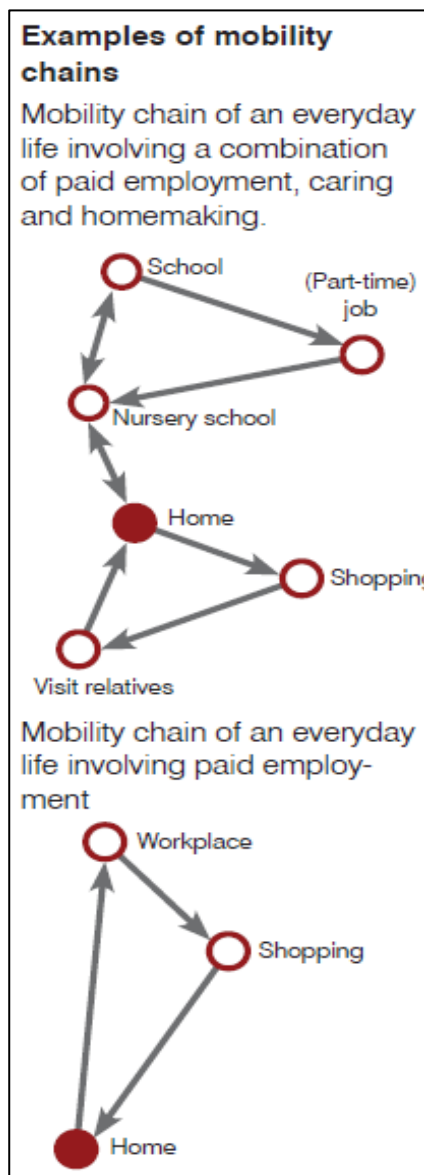 Examples of mobility
chains
Mobility chain of an everyday
life involving a combination
of paid employment, caring
and homemaking.
School
(Part-time)
job
Nursery school
Home
Shopping
Visit relatives
Mobility chain of an everyday
life involving paid employ-
ment
Workplace
Shopping
Home